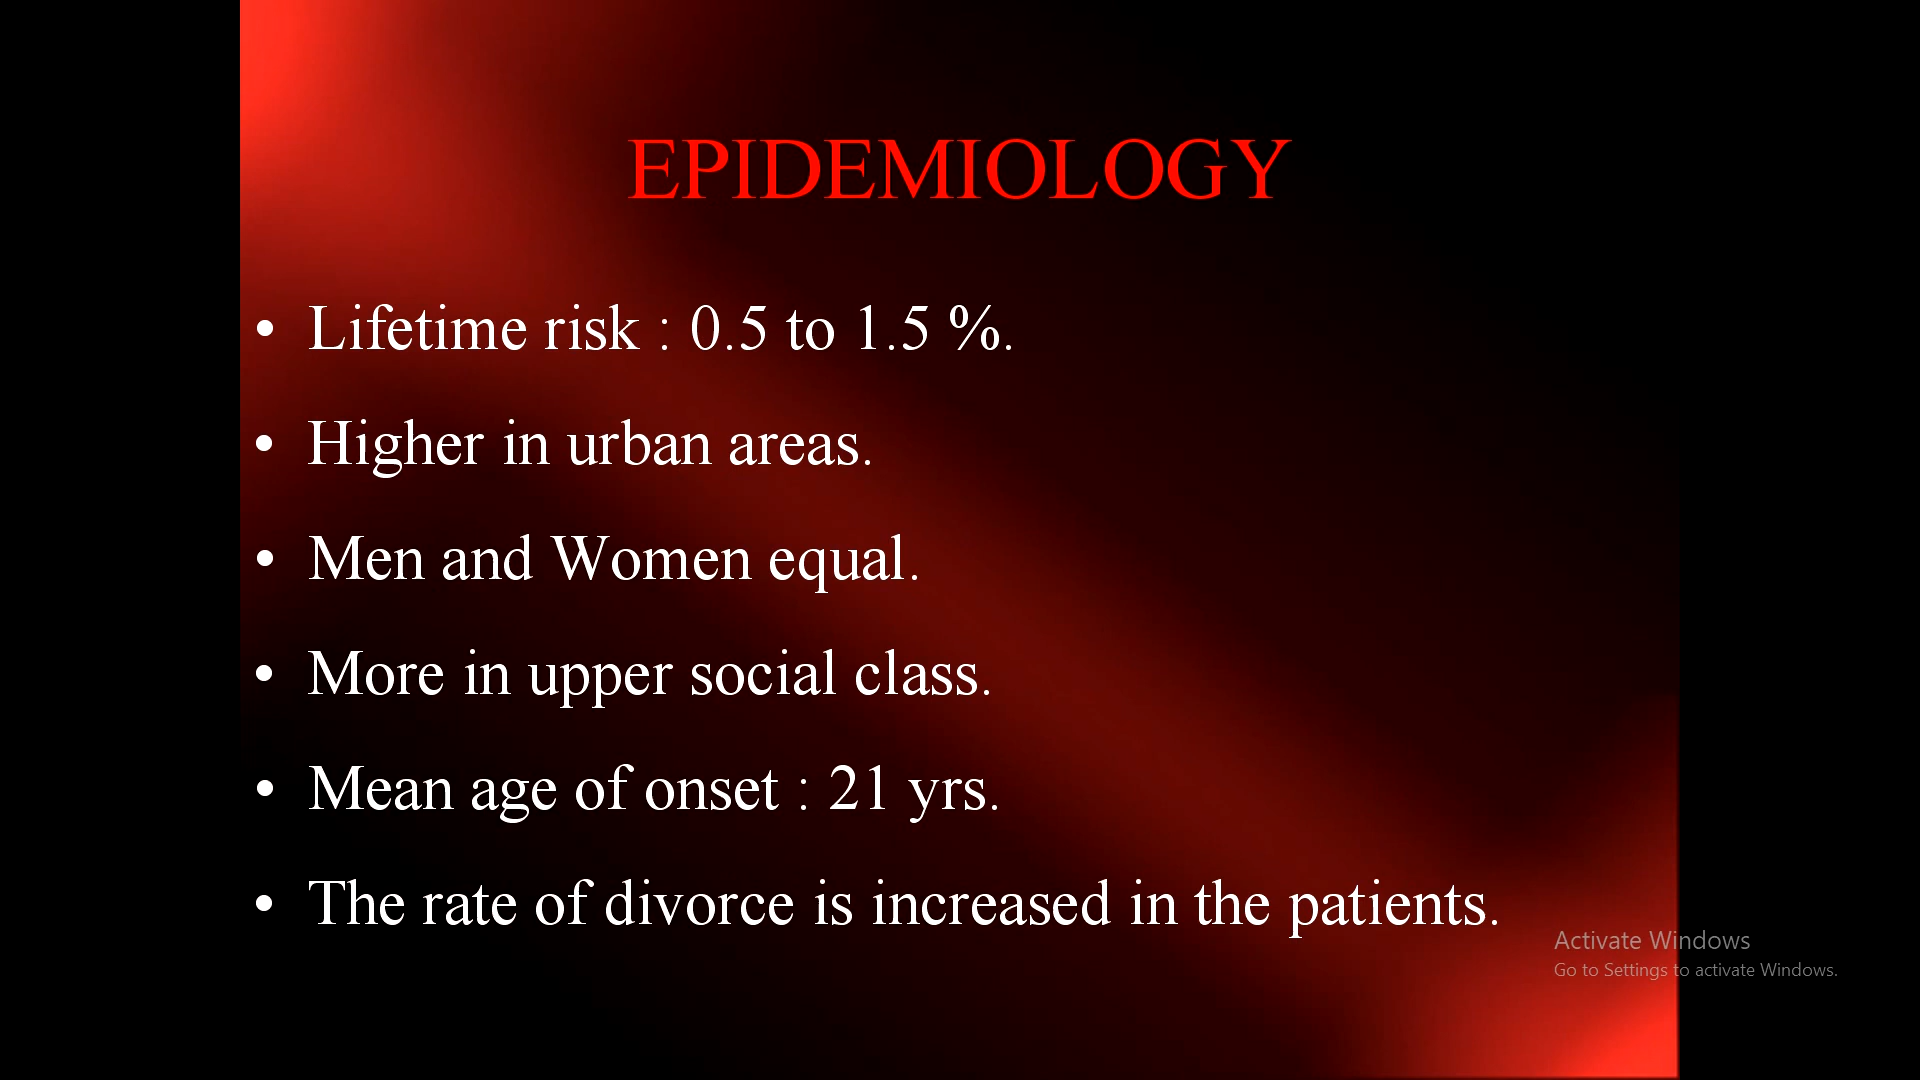 EPIDEMIOLOGY
• Lifetime risk : 0.5 to 1.5 %.
• Higher in urban areas.
• Men and Women equal.
• More in upper social class.
• Mean age of onset : 21 yrs.
• The rate of divorce is increased in the patients.
Activate Windows
Go to Settings to activate Windows.